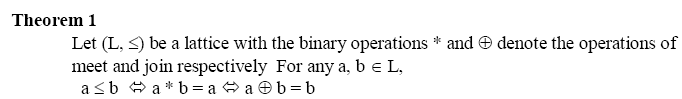 Theorem 1
Let (L, ≤) be a lattice with the binary operations * and ⊕ denote the operations of
meet and join respectively  For any a, b ∈ L,
a ≤ b ⇔ a * b = a ⇔ a ⊕ b = b